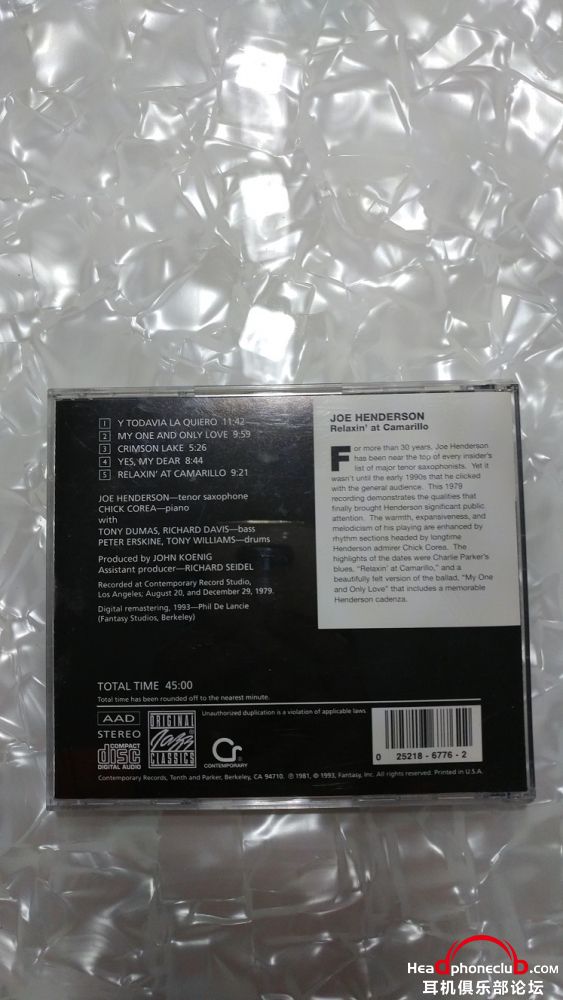 1 Y TODAVIA LA QUIERO 11:42
2 MY ONE AND ONLY LOVE 9:59
3 CRIMSON LAKE 5:26
4 YES, MY DEAR 8:44
5 RELAXIN' AT CAMARILLO 9:21
JOE HENDERSON—tenor saxophone
CHICK COREA—piano
with
TONY DUMAS, RICHARD DAVIS—bass
PETER ERSKINE, TONY WILLIAMS—drums
Produced by JOHN KOENIG
Assistant producer—RICHARD SEIDEL
Recorded at Contemporary Record Studio,
Los Angeles; August 20, and December 29, 1979.
Digital remastering, 1993—Phil De Lancie
(Fantasy Studios, Berkeley)
JOE HENDERSON
Relaxin' at Camarillo
For more than 30 years, Joe Henderson
has been near the top of every insider's
list of major tenor saxophonists. Yet it
wasn't until the early 1990s that he clicked
with the general audience. This 1979
recording demonstrates the qualities that
finally brought Henderson significant public
attention. The warmth, expansiveness, and
melodicism of his playing are enhanced by
rhythm sections headed by longtime
Henderson admirer Chick Corea. The
highlights of the dates were Charlie Parker's
blues, "Relaxin' at Camarillo," and a
beautifully felt version of the ballad, "My One
and Only Love" that includes a memorable
Henderson cadenza.
TOTAL TIME 45:00
Total time has been rounded off to the nearest minute.
AAD
STEREO
COMPACT
disc
DIGITAL AUDIO
ORIGINAL
Jazz
CLASSICS
Cr
CONTEMPORARY
Unauthorized duplication is a violation of applicable laws
0 25218-6776-2
Contemporary Records, Tenth and Parker, Berkeley, CA 94710. ℗ 1981, © 1993, Fantasy, Inc. All rights reserved. Printed in U.S.A.
Headphoneclub.com
耳机俱乐部论坛